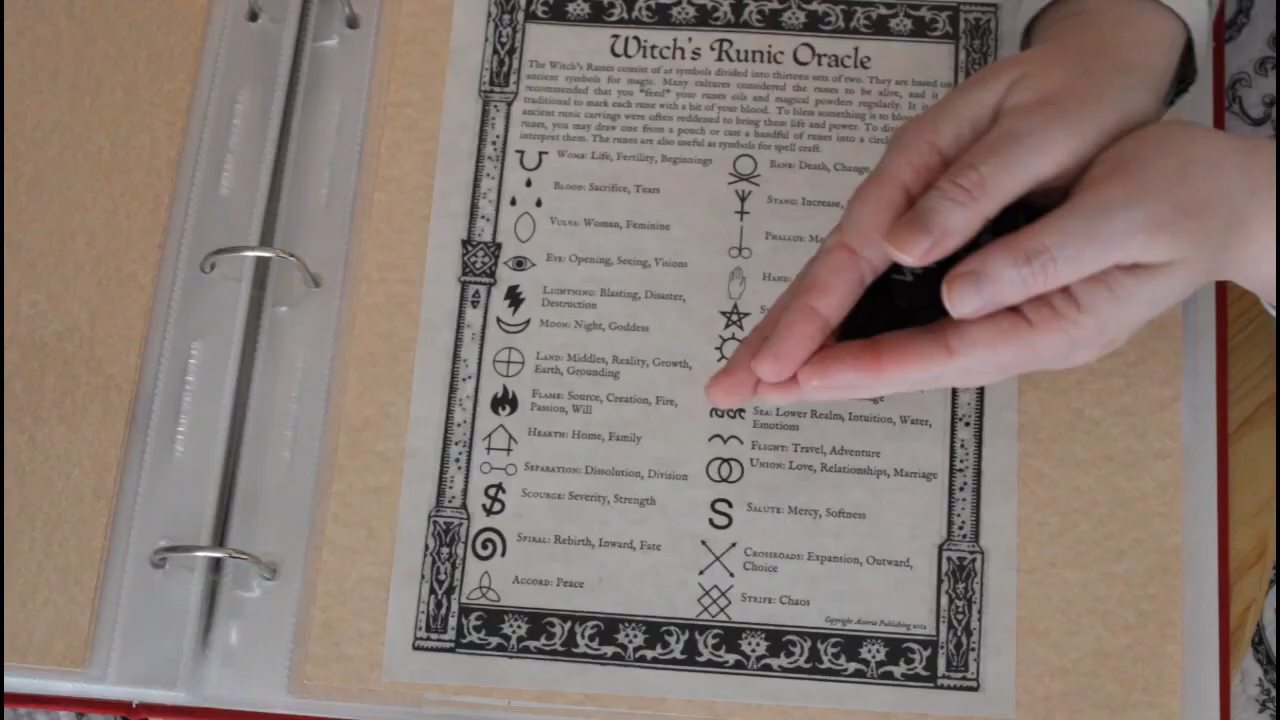 Witch's Runic Oracle
The Witch's Runes consist of 26 symbols divided into thirteen sets of two. They are based on
ancient symbols for magic. Many cultures considered the runes to be alive, and it
recommended that you "feed" your runes oils and magical powders regularly. It is
traditional to mark each rune with a bit of your blood. To bless something is to
ancient runic carvings were often reddened to bring them life and power. To
runes, you may draw one from a pouch or cast a handful of runes into a
interpret them. The runes are also useful as symbols for spell craft.
Womb: Life, Fertility, Beginnings
Blood: Sacrifice, Tears
Vulva: Woman, Feminine
Eye: Opening, Seeing, Visions
Lightning: Blasting, Disaster,
Destruction
Moon: Night, Goddess
Land: Middles, Reality, Growth,
Earth, Grounding
Flame: Source, Creation, Fire,
Passion, Will
Hearth: Home, Family
Separation: Dissolution, Division
Scourge: Severity, Strength
Spiral: Rebirth, Inward, Fate
Accord: Peace
Bane: Death, Change,
Stang: Increase,
Phallus:
Hand:
Sea: Lower Realm, Intuition, Water,
Emotions
Flight: Travel, Adventure
Union: Love, Relationships, Marriage
Salute: Mercy, Softness
Crossroads: Expansion, Outward,
Choice
Strife: Chaos
Copyright Asteria Publishing 2012